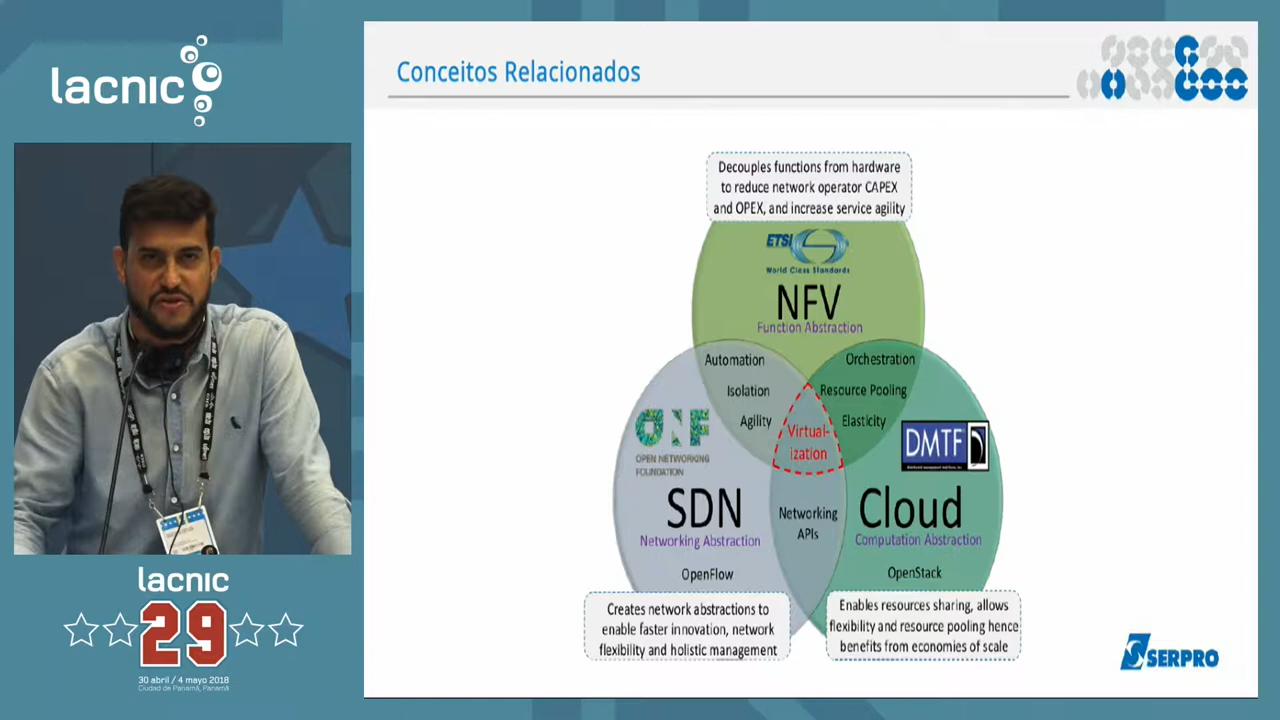 lacnic
lacnic
29
30 abril / 4 mayo 2018
Ciudad de Panamá, Panamá
Conceitos Relacionados
Decouples functions from hardware
to reduce network operator CAPEX
and OPEX, and increase service agility
ETSI
World Class Standards
NFV
Function Abstraction
Automation
Isolation
Agility
Orchestration
Resource Pooling
Elasticity
Virtual-
ization
ONF
OPEN NETWORKING
FOUNDATION
SDN
Networking Abstraction
OpenFlow
Networking
APIs
DMTF
Cloud
Computation Abstraction
OpenStack
Creates network abstractions to
enable faster innovation, network
flexibility and holistic management
Enables resources sharing, allows
flexibility and resource pooling hence
benefits from economies of scale
SERPRO